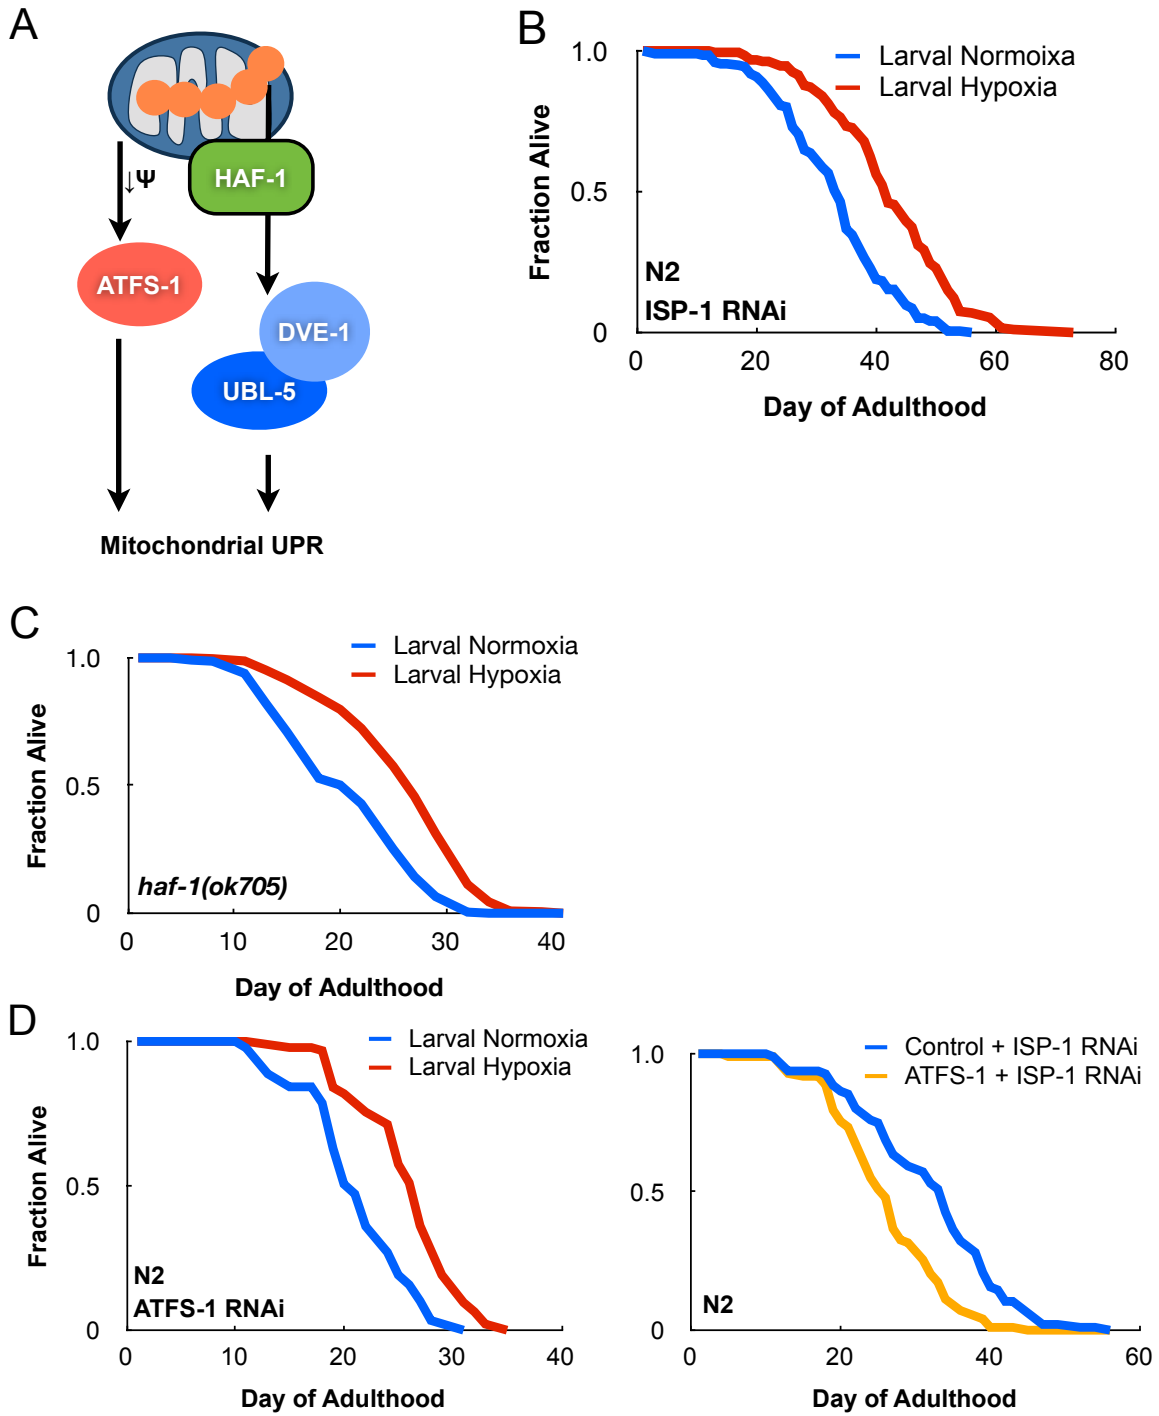 A
↓Ψ
HAF-1
ATFS-1
DVE-1
UBL-5
Mitochondrial UPR
B
Larval Normoixa
Larval Hypoxia
1.0
0.5
0
Fraction Alive
N2
ISP-1 RNAi
0 20 40 60 80
Day of Adulthood
C
Larval Normoxia
Larval Hypoxia
1.0
0.5
0
Fraction Alive
haf-1(ok705)
0 10 20 30 40
Day of Adulthood
D
Larval Normoxia
Larval Hypoxia
1.0
0.5
0
Fraction Alive
N2
ATFS-1 RNAi
0 10 20 30 40
Day of Adulthood
Control + ISP-1 RNAi
ATFS-1 + ISP-1 RNAi
1.0
0.5
0
N2
0 20 40 60
Day of Adulthood